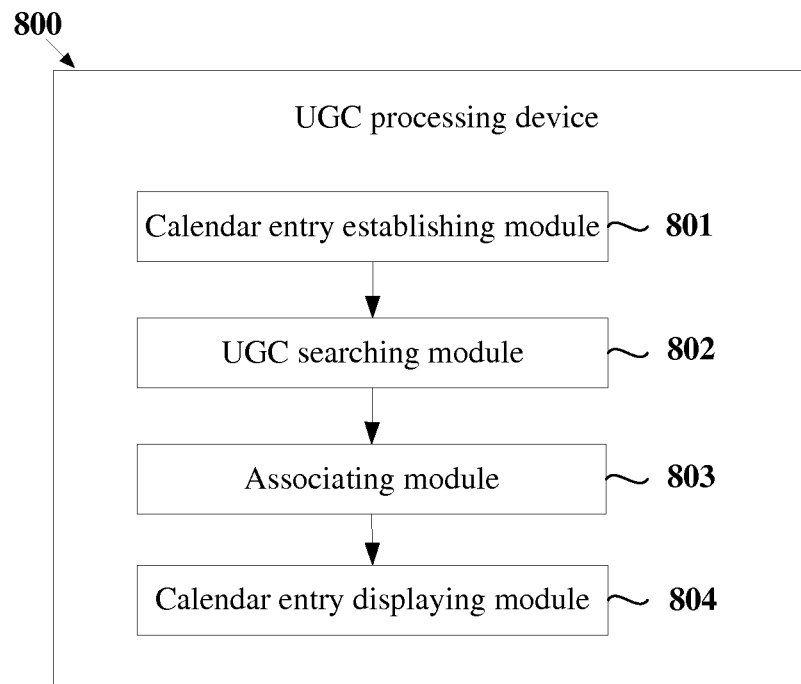 800
UGC processing device
Calendar entry establishing module 801
UGC searching module 802
Associating module 803
Calendar entry displaying module 804